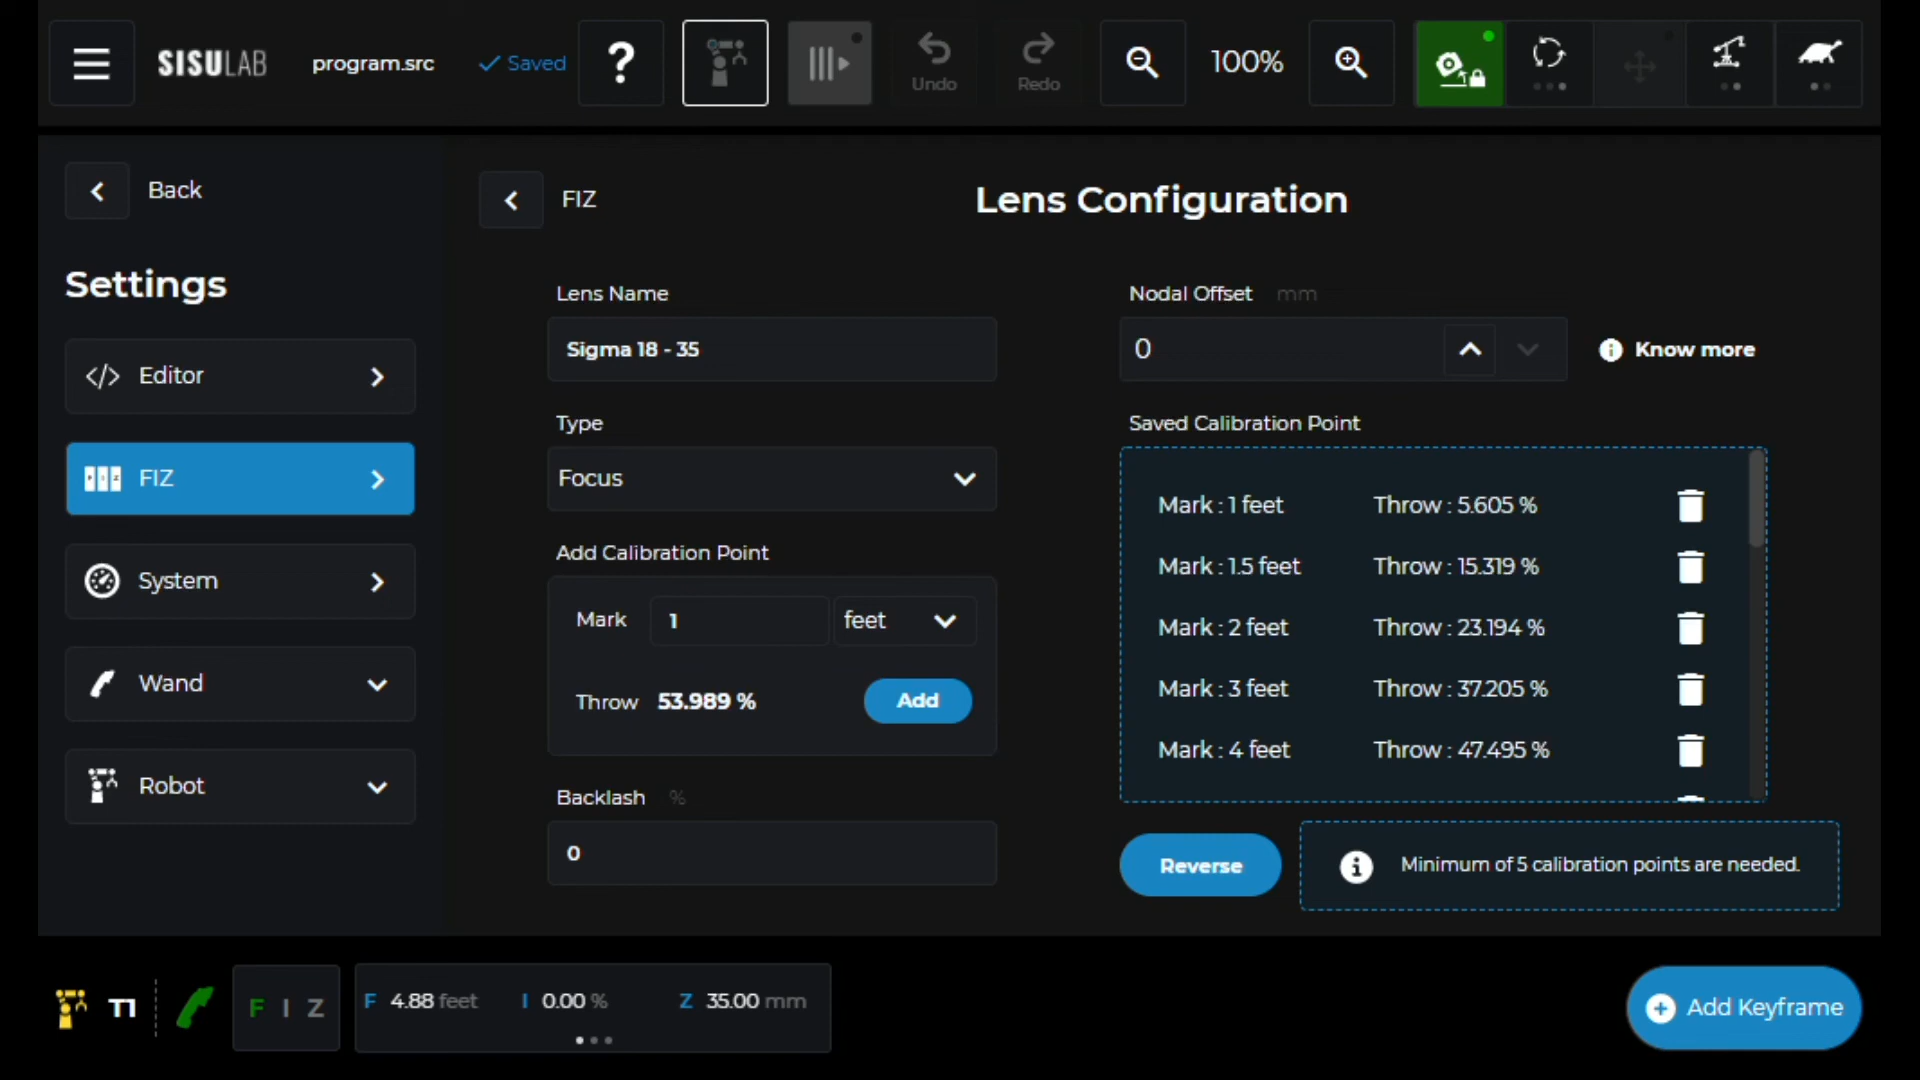 SISULAB
program.src
Saved
?
Undo
Redo
100%
Back
Settings
Editor
FIZ
System
Wand
Robot
FIZ
Lens Configuration
Lens Name
Sigma 18 - 35
Type
Focus
Add Calibration Point
Mark 1 feet
Throw 53.989 %
Add
Backlash %
0
Nodal Offset mm
0
Know more
Saved Calibration Point
Mark : 1 feet Throw : 5.605 %
Mark : 1.5 feet Throw : 15.319 %
Mark : 2 feet Throw : 23.194 %
Mark : 3 feet Throw : 37.205 %
Mark : 4 feet Throw : 47.495 %
Reverse
Minimum of 5 calibration points are needed.
T1
F I Z
F 4.88 feet I 0.00 % Z 35.00 mm
Add Keyframe